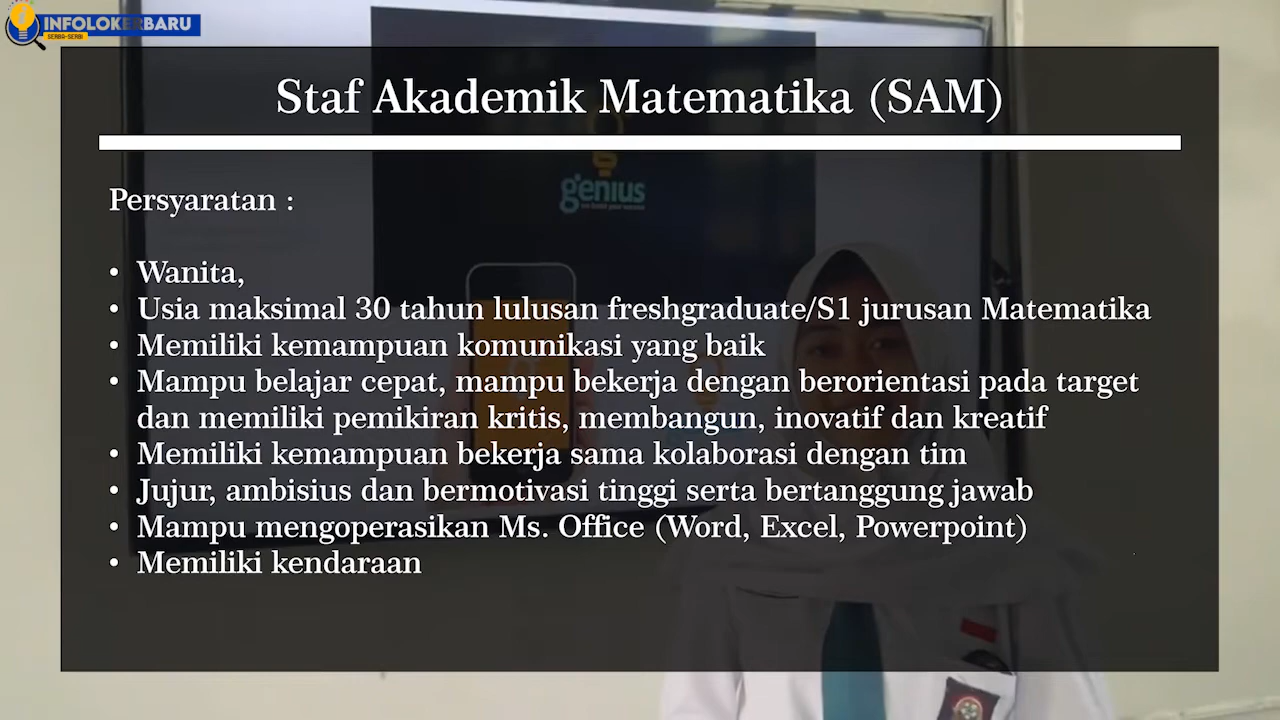 INFOLOKERBARU
SERBA-SERBI
Staf Akademik Matematika (SAM)
genius
Persyaratan :
• Wanita,
• Usia maksimal 30 tahun lulusan freshgraduate/S1 jurusan Matematika
• Memiliki kemampuan komunikasi yang baik
• Mampu belajar cepat, mampu bekerja dengan berorientasi pada target
dan memiliki pemikiran kritis, membangun, inovatif dan kreatif
• Memiliki kemampuan bekerja sama kolaborasi dengan tim
• Jujur, ambisius dan bermotivasi tinggi serta bertanggung jawab
• Mampu mengoperasikan Ms. Office (Word, Excel, Powerpoint)
• Memiliki kendaraan